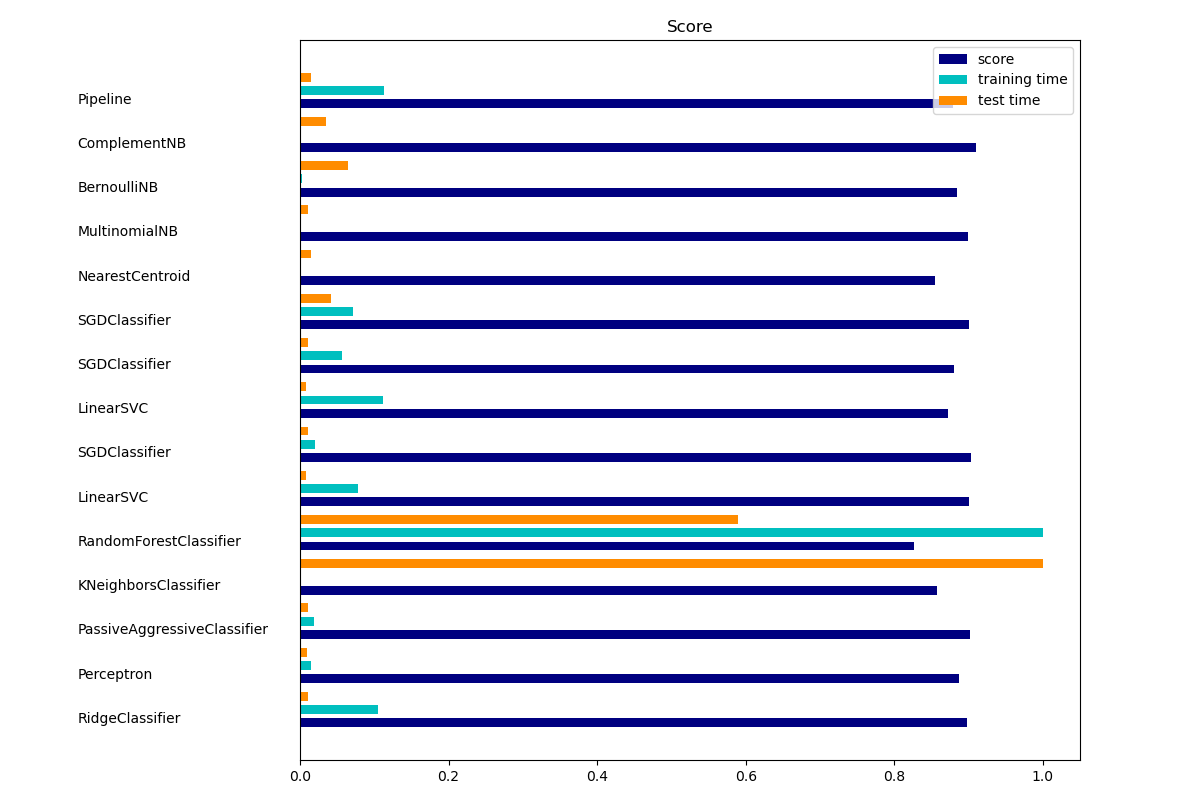 Score
score
training time
test time
Pipeline
ComplementNB
BernoulliNB
MultinomialNB
NearestCentroid
SGDClassifier
SGDClassifier
LinearSVC
SGDClassifier
LinearSVC
RandomForestClassifier
KNeighborsClassifier
PassiveAggressiveClassifier
Perceptron
RidgeClassifier
0.0 0.2 0.4 0.6 0.8 1.0